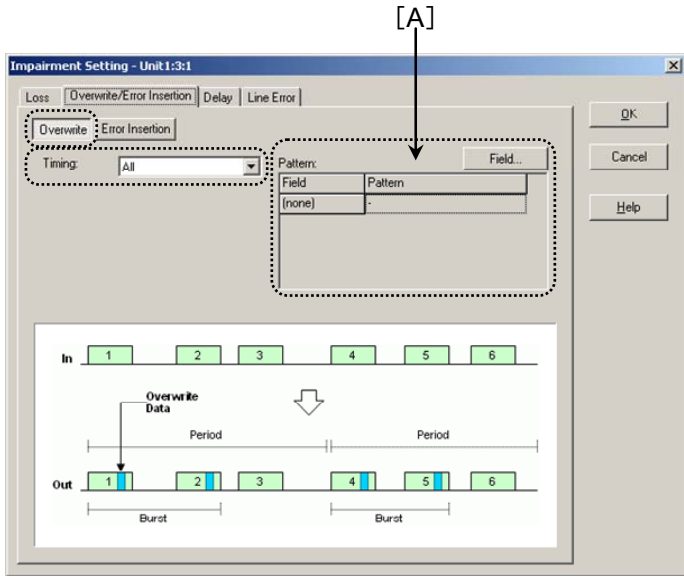 [A]
Impairment Setting - Unit1:3:1
Loss Overwrite/Error Insertion Delay Line Error
OK
Overwrite Error Insertion
Timing: All
Pattern: Field...
Cancel
Field Pattern
(none) -
Help
In 1 2 3 4 5 6
Overwrite
Data
Period Period
Out 1 2 3 4 5 6
Burst Burst